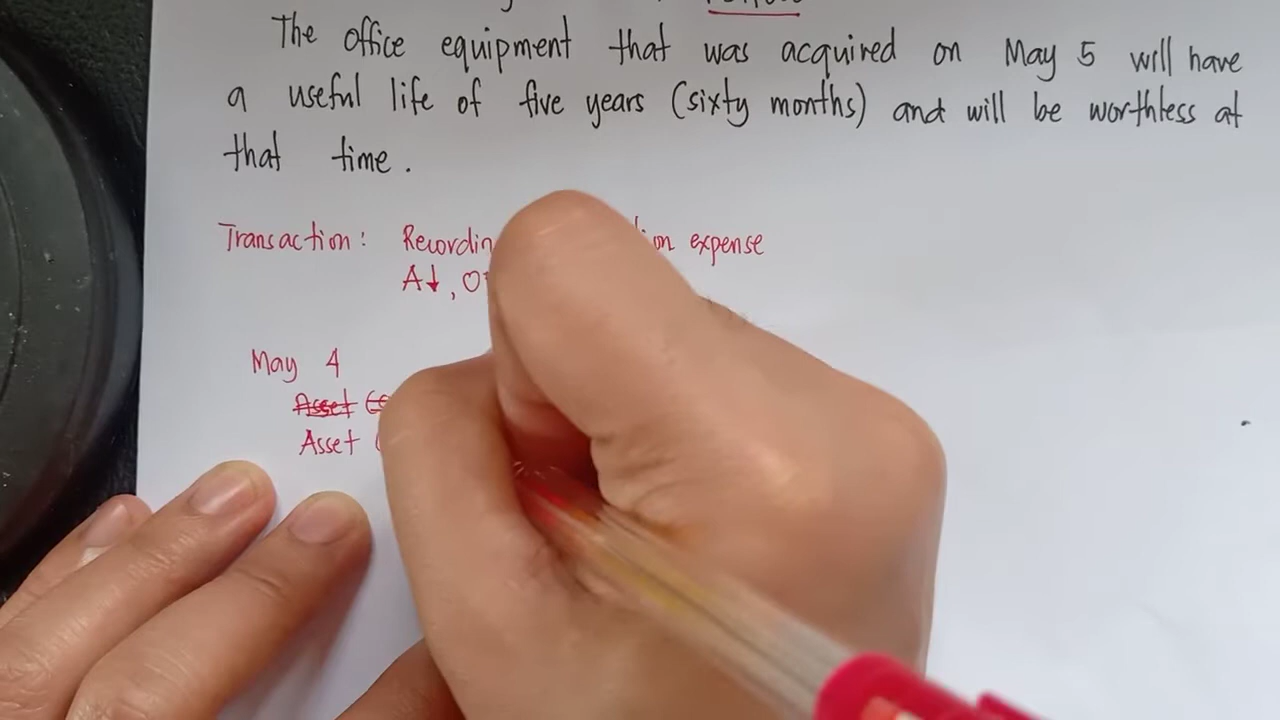 The office equipment that was acquired on May 5 will have
a useful life of five years (sixty months) and will be worthless at
that time.
Transaction: expense
A↓,
May 4
Asset
Asset